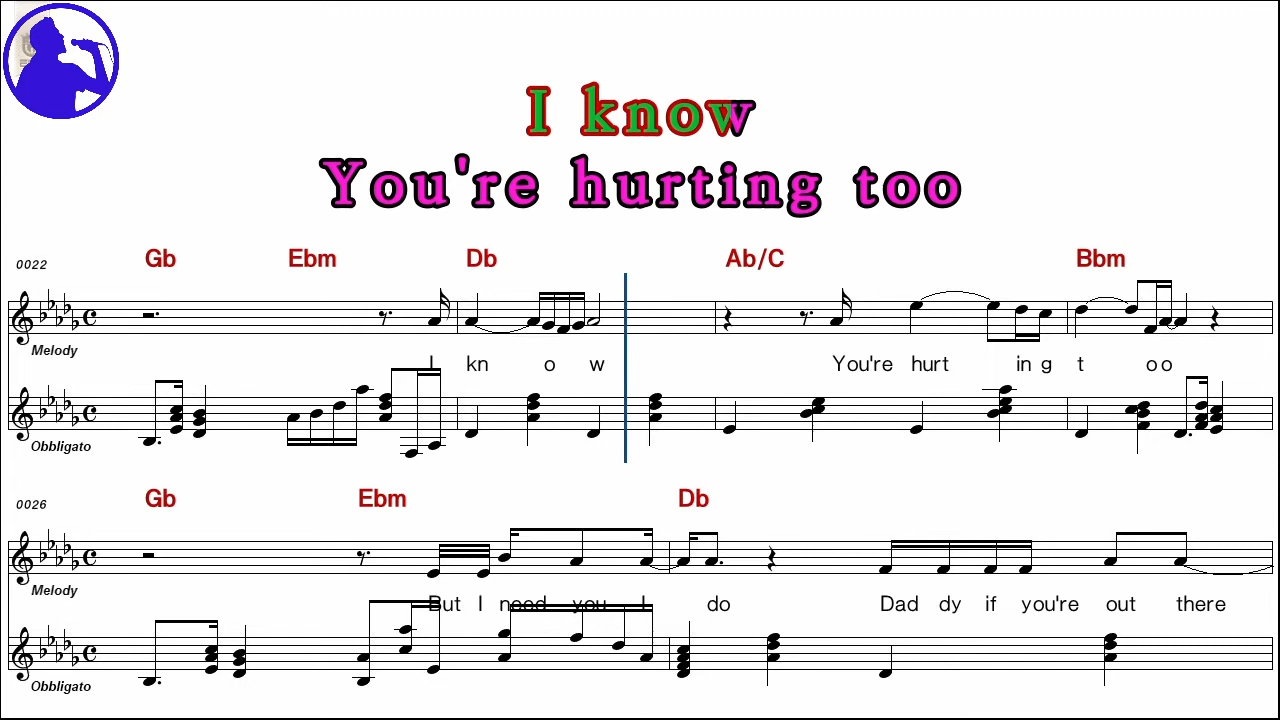 I know
You're hurting too
Gb Ebm Db Ab/C Bbm
0022
Melody
I kn o w You're hurt in g t oo
Obbligato
Gb Ebm Db
0026
Melody
But I need you I do Dad dy if you're out there
Obbligato